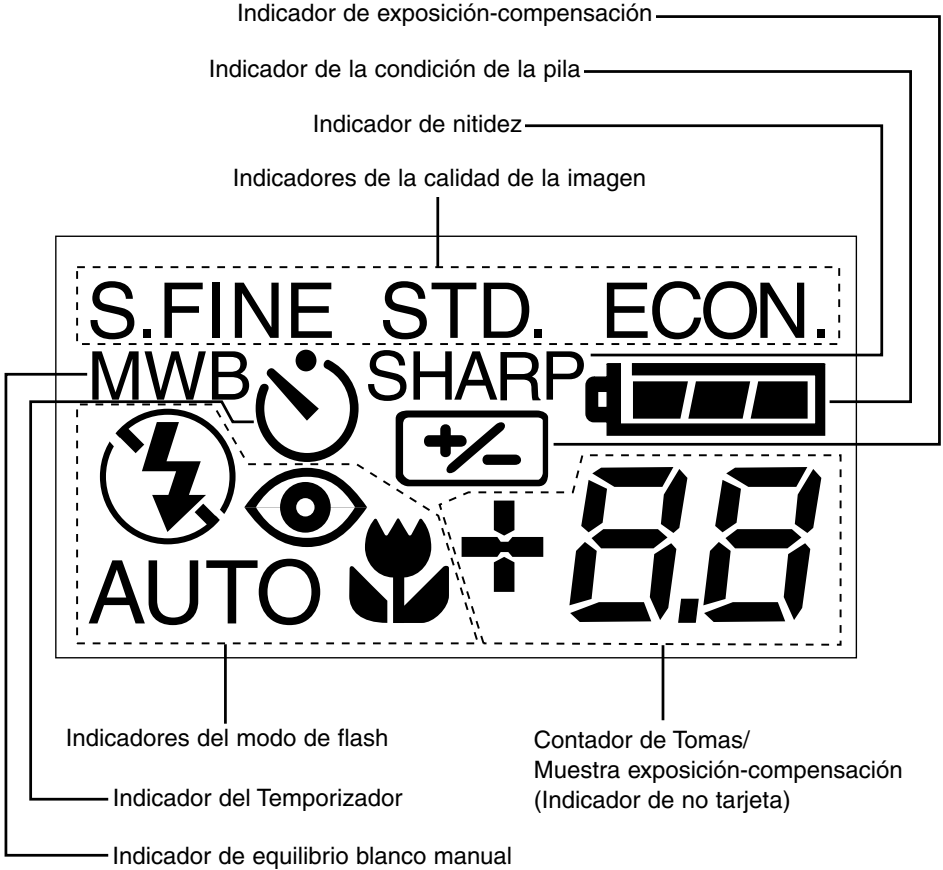 Indicador de exposición-compensación
Indicador de la condición de la pila
Indicador de nitidez
Indicadores de la calidad de la imagen
S.FINE STD. ECON.
MWB SHARP
AUTO
8.8
Indicadores del modo de flash
Contador de Tomas/
Muestra exposición-compensación
(Indicador de no tarjeta)
Indicador del Temporizador
Indicador de equilibrio blanco manual